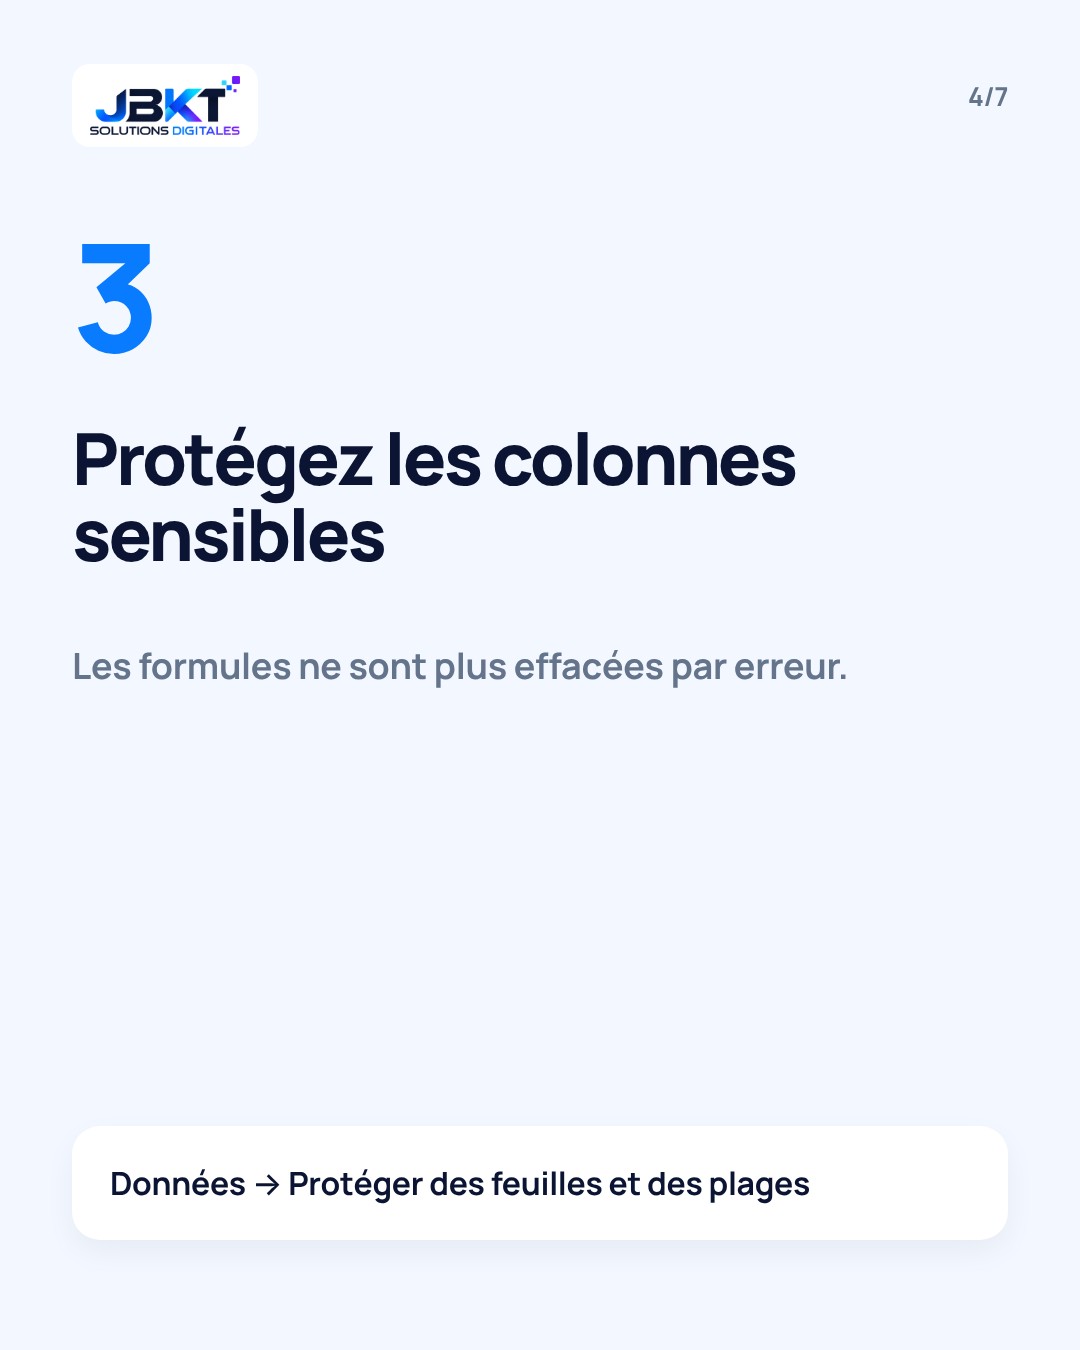 JBKT
SOLUTIONS DIGITALES
4/7
3
Protégez les colonnes
sensibles
Les formules ne sont plus effacées par erreur.
Données → Protéger des feuilles et des plages